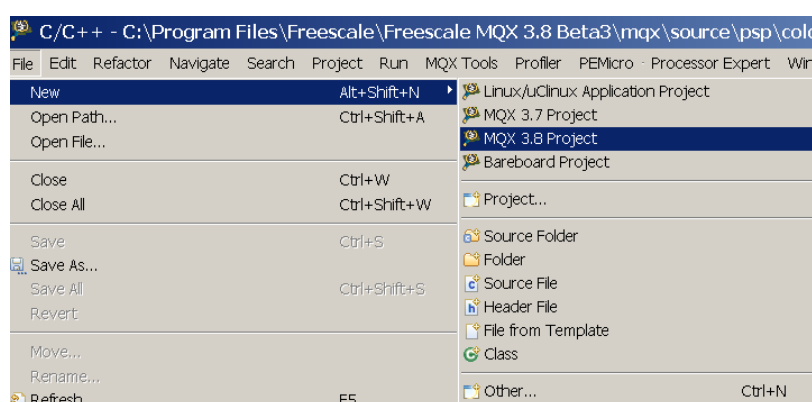 C/C++ - C:\Program Files\Freescale\Freescale MQX 3.8 Beta3\mqx\source\psp\cold
File Edit Refactor Navigate Search Project Run MQX Tools Profiler PEMicro Processor Expert Win
New Alt+Shift+N
Open Path... Ctrl+Shift+A
Open File...
Close Ctrl+W
Close All Ctrl+Shift+W
Save Ctrl+S
Save As...
Save All Ctrl+Shift+S
Revert
Move...
Rename...
Refresh F5
Linux/uClinux Application Project
MQX 3.7 Project
MQX 3.8 Project
Bareboard Project
Project...
Source Folder
Folder
Source File
Header File
File from Template
Class
Other... Ctrl+N